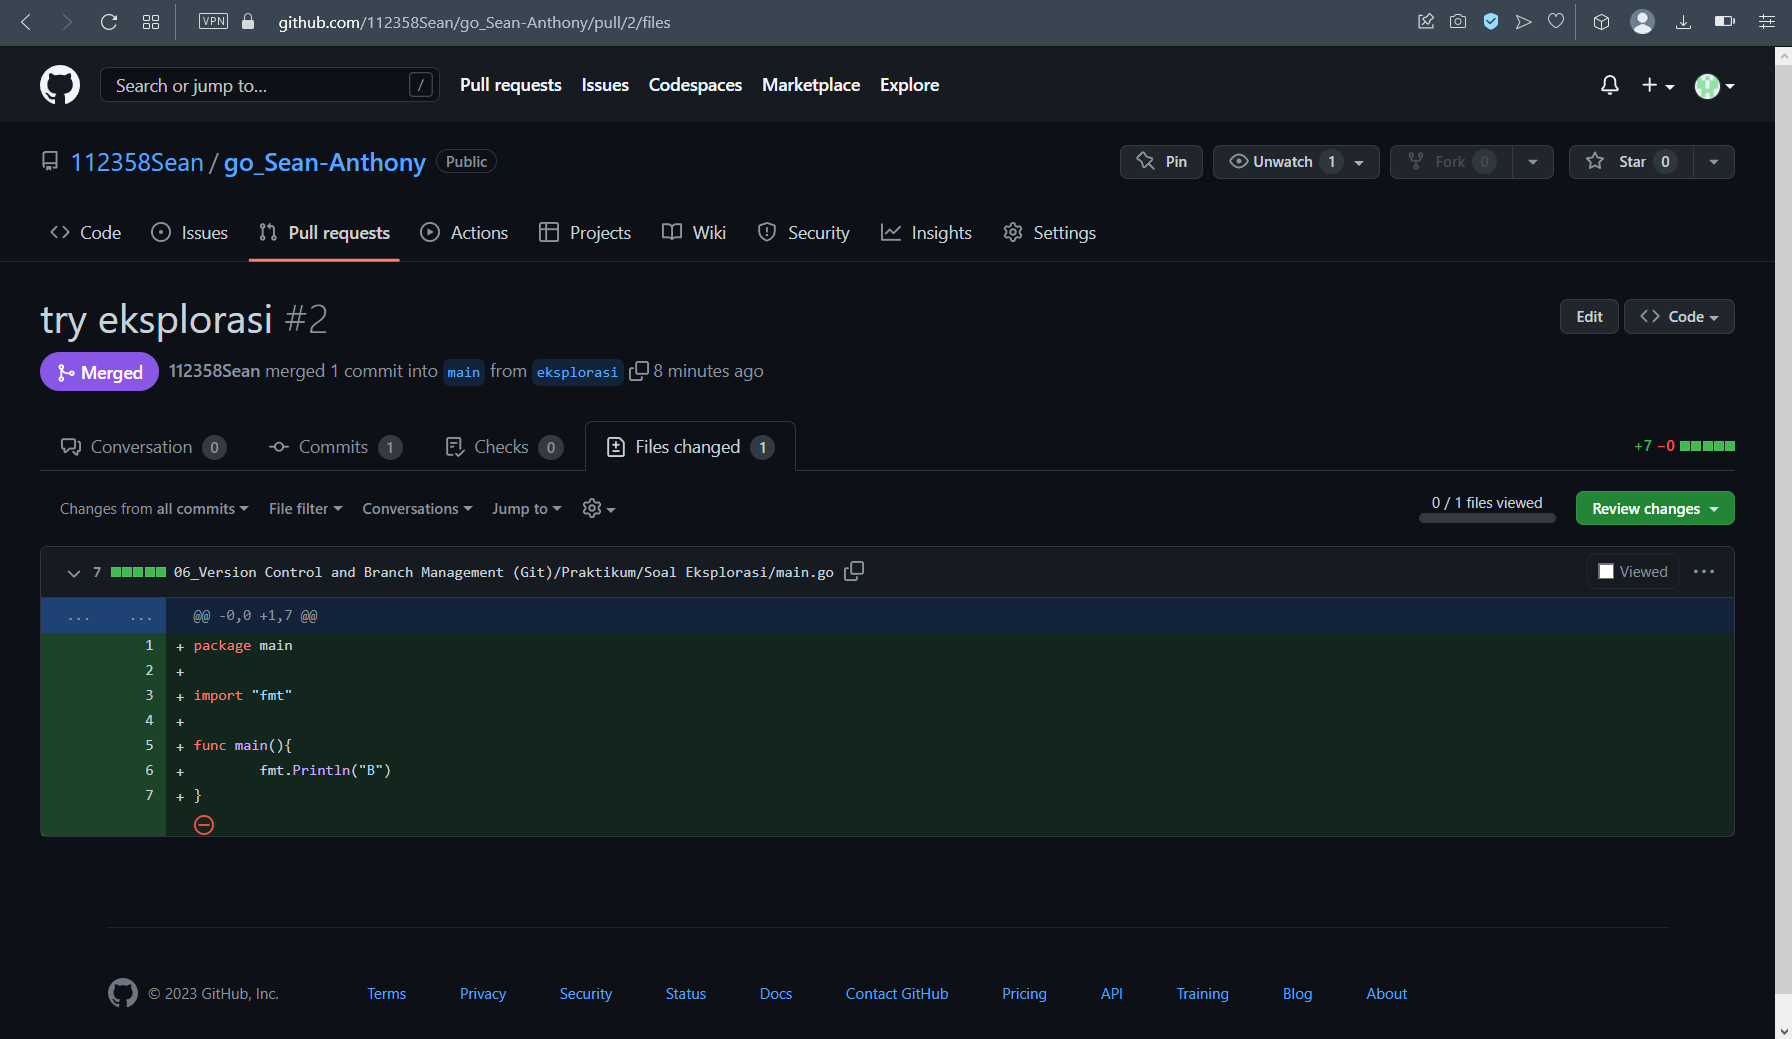 VPN github.com/112358Sean/go_Sean-Anthony/pull/2/files
Search or jump to... / Pull requests Issues Codespaces Marketplace Explore
112358Sean / go_Sean-Anthony Public Pin Unwatch 1 Fork 0 Star 0
Code Issues Pull requests Actions Projects Wiki Security Insights Settings
try eksplorasi #2 Edit Code
Merged 112358Sean merged 1 commit into main from eksplorasi 8 minutes ago
Conversation 0 Commits 1 Checks 0 Files changed 1 +7 −0
Changes from all commits File filter Conversations Jump to 0 / 1 files viewed Review changes
7 06_Version Control and Branch Management (Git)/Praktikum/Soal Eksplorasi/main.go Viewed ...
... ... @@ -0,0 +1,7 @@
1 + package main
2 +
3 + import "fmt"
4 +
5 + func main(){
6 + fmt.Println("B")
7 + }
© 2023 GitHub, Inc. Terms Privacy Security Status Docs Contact GitHub Pricing API Training Blog About